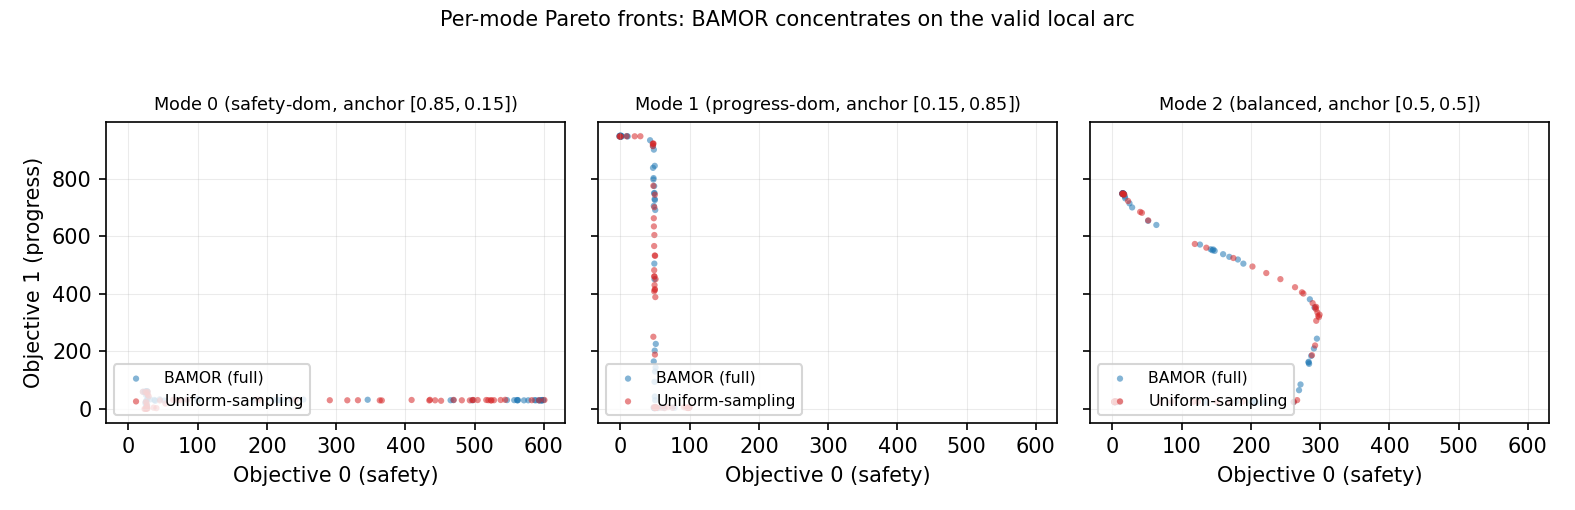 Per-mode Pareto fronts: BAMOR concentrates on the valid local arc
Mode 0 (safety-dom, anchor [0.85, 0.15])
Mode 1 (progress-dom, anchor [0.15, 0.85])
Mode 2 (balanced, anchor [0.5, 0.5])
Objective 1 (progress)
800
600
400
200
0
BAMOR (full)
Uniform-sampling
BAMOR (full)
Uniform-sampling
BAMOR (full)
Uniform-sampling
0 100 200 300 400 500 600
0 100 200 300 400 500 600
0 100 200 300 400 500 600
Objective 0 (safety)
Objective 0 (safety)
Objective 0 (safety)